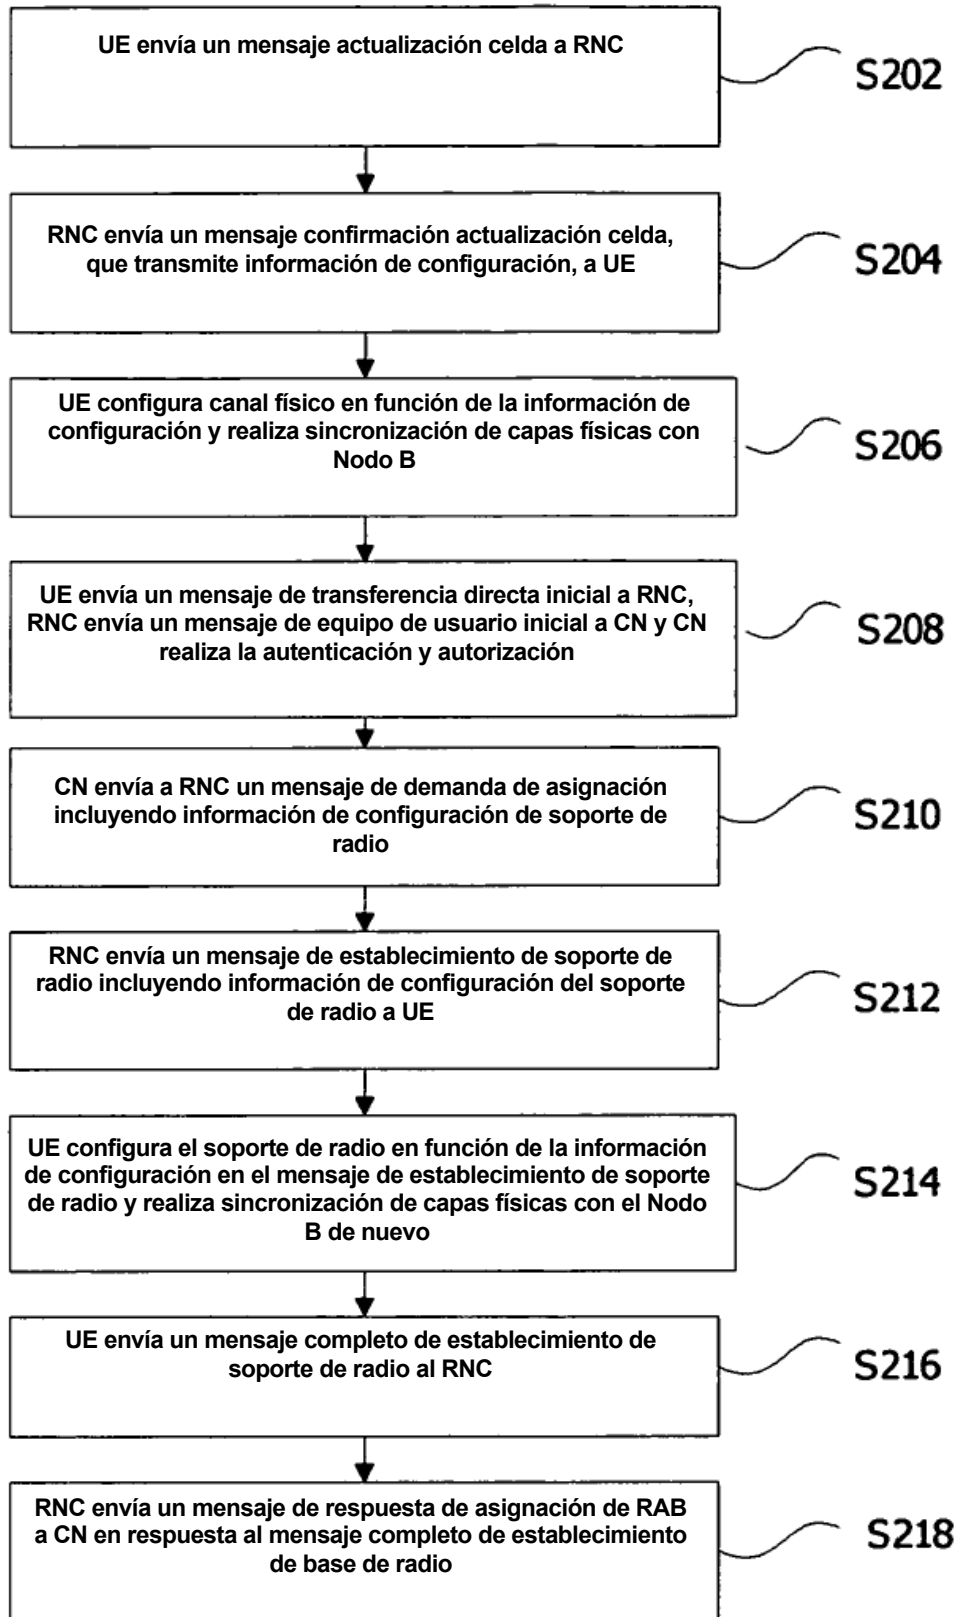 UE envía un mensaje actualización celda a RNC
S202
RNC envía un mensaje confirmación actualización celda,
que transmite información de configuración, a UE
S204
UE configura canal físico en función de la información de
configuración y realiza sincronización de capas físicas con
Nodo B
S206
UE envía un mensaje de transferencia directa inicial a RNC,
RNC envía un mensaje de equipo de usuario inicial a CN y CN
realiza la autenticación y autorización
S208
CN envía a RNC un mensaje de demanda de asignación
incluyendo información de configuración de soporte de
radio
S210
RNC envía un mensaje de establecimiento de soporte de
radio incluyendo información de configuración del soporte
de radio a UE
S212
UE configura el soporte de radio en función de la información
de configuración en el mensaje de establecimiento de soporte
de radio y realiza sincronización de capas físicas con el Nodo
B de nuevo
S214
UE envía un mensaje completo de establecimiento de
soporte de radio al RNC
S216
RNC envía un mensaje de respuesta de asignación de RAB
a CN en respuesta al mensaje completo de establecimiento
de base de radio
S218